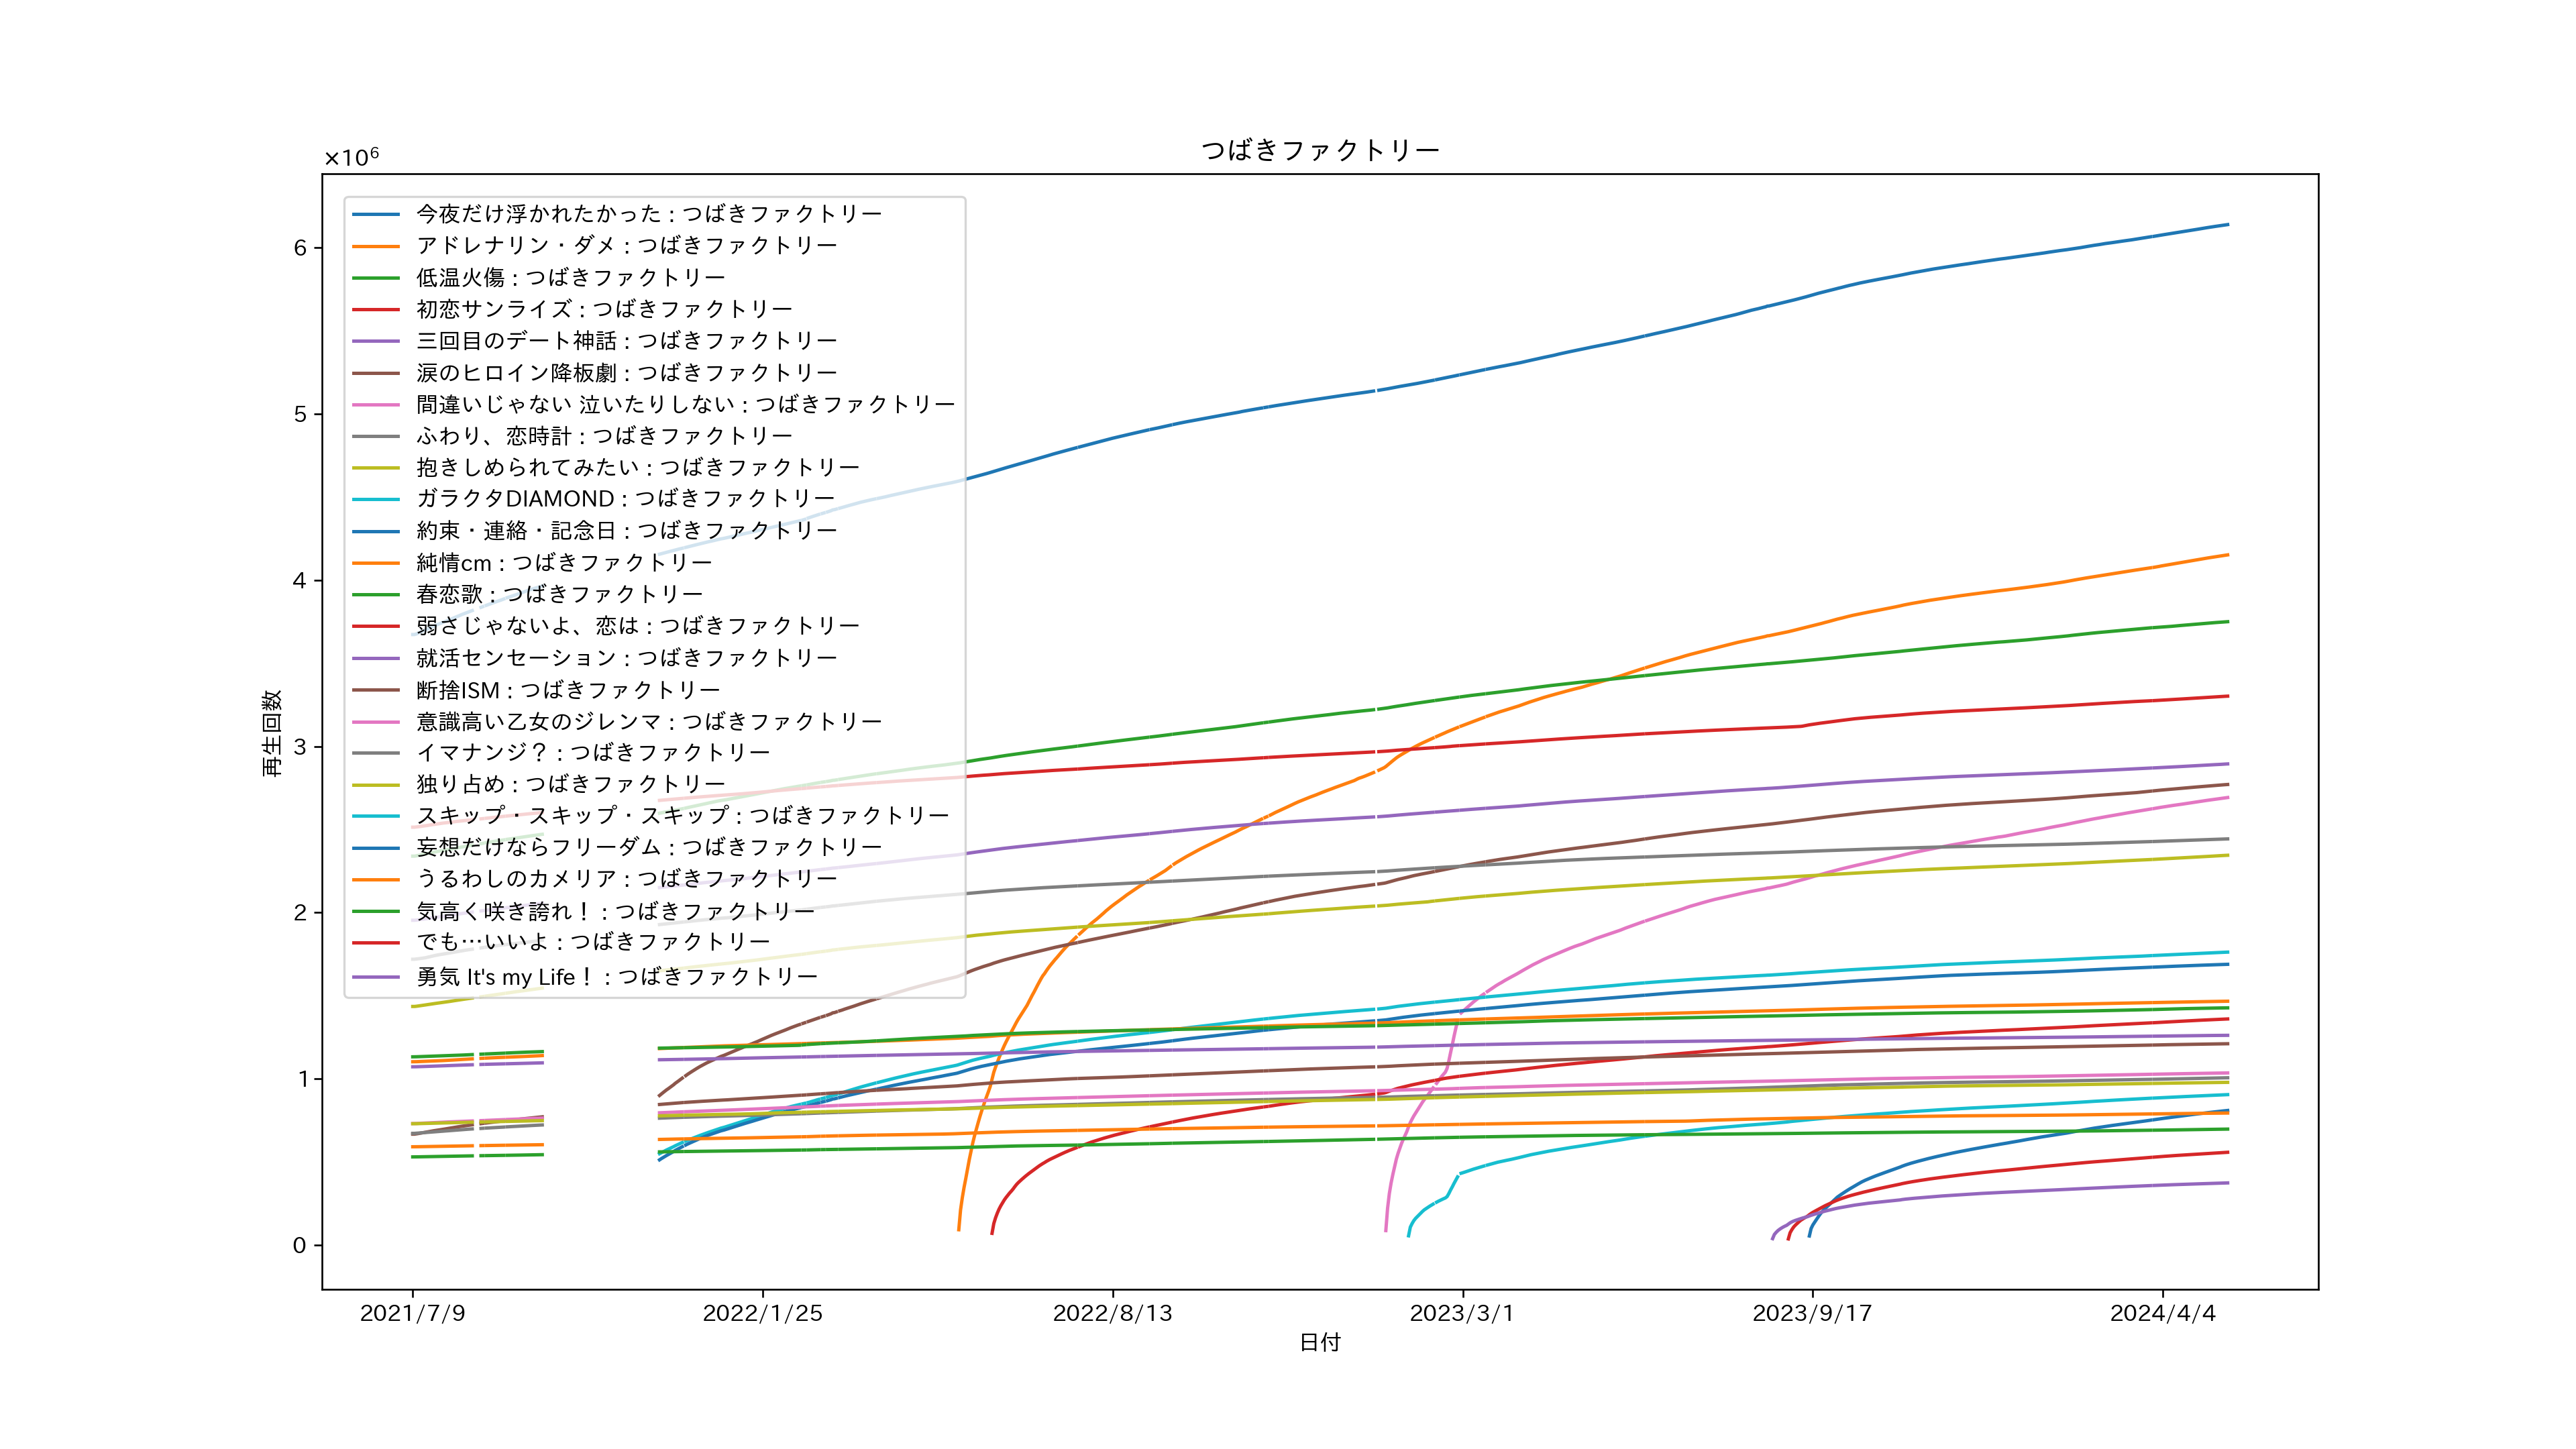 つばきファクトリー
×10⁶
今夜だけ浮かれたかった : つばきファクトリー
アドレナリン・ダメ : つばきファクトリー
低温火傷 : つばきファクトリー
初恋サンライズ : つばきファクトリー
三回目のデート神話 : つばきファクトリー
涙のヒロイン降板劇 : つばきファクトリー
間違いじゃない 泣いたりしない : つばきファクトリー
ふわり、恋時計 : つばきファクトリー
抱きしめられてみたい : つばきファクトリー
ガラクタDIAMOND : つばきファクトリー
約束・連絡・記念日 : つばきファクトリー
純情cm : つばきファクトリー
春恋歌 : つばきファクトリー
弱さじゃないよ、恋は : つばきファクトリー
就活センセーション : つばきファクトリー
断捨ISM : つばきファクトリー
意識高い乙女のジレンマ : つばきファクトリー
イマナンジ？ : つばきファクトリー
独り占め : つばきファクトリー
スキップ・スキップ・スキップ : つばきファクトリー
妄想だけならフリーダム : つばきファクトリー
うるわしのカメリア : つばきファクトリー
気高く咲き誇れ！ : つばきファクトリー
でも…いいよ : つばきファクトリー
勇気 It's my Life！ : つばきファクトリー
6
5
4
3
2
1
0
再生回数
2021/7/9
2022/1/25
2022/8/13
2023/3/1
2023/9/17
2024/4/4
日付